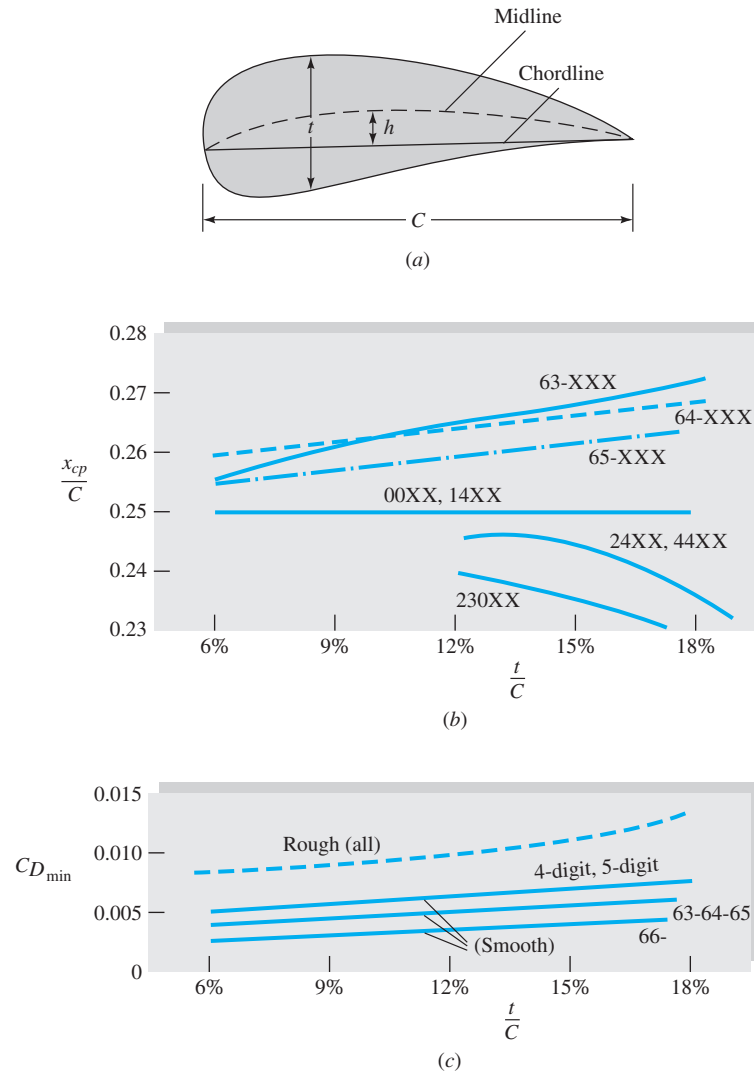 Midline
Chordline
t
h
C
(a)
0.28
0.27
0.26
0.25
0.24
0.23
x_cp
C
63-XXX
64-XXX
65-XXX
00XX, 14XX
24XX, 44XX
230XX
6%
9%
12%
15%
18%
t
C
(b)
0.015
0.010
0.005
0
C_Dmin
Rough (all)
4-digit, 5-digit
63-64-65
66-
(Smooth)
6%
9%
12%
15%
18%
t
C
(c)